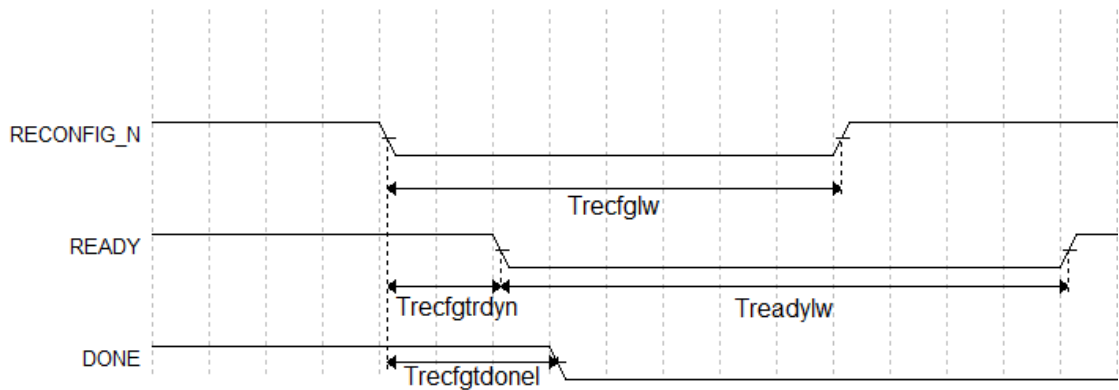 RECONFIG_N
Trecfglw
READY
Trecfgtrdyn
Treadylw
DONE
Trecfgtdonel